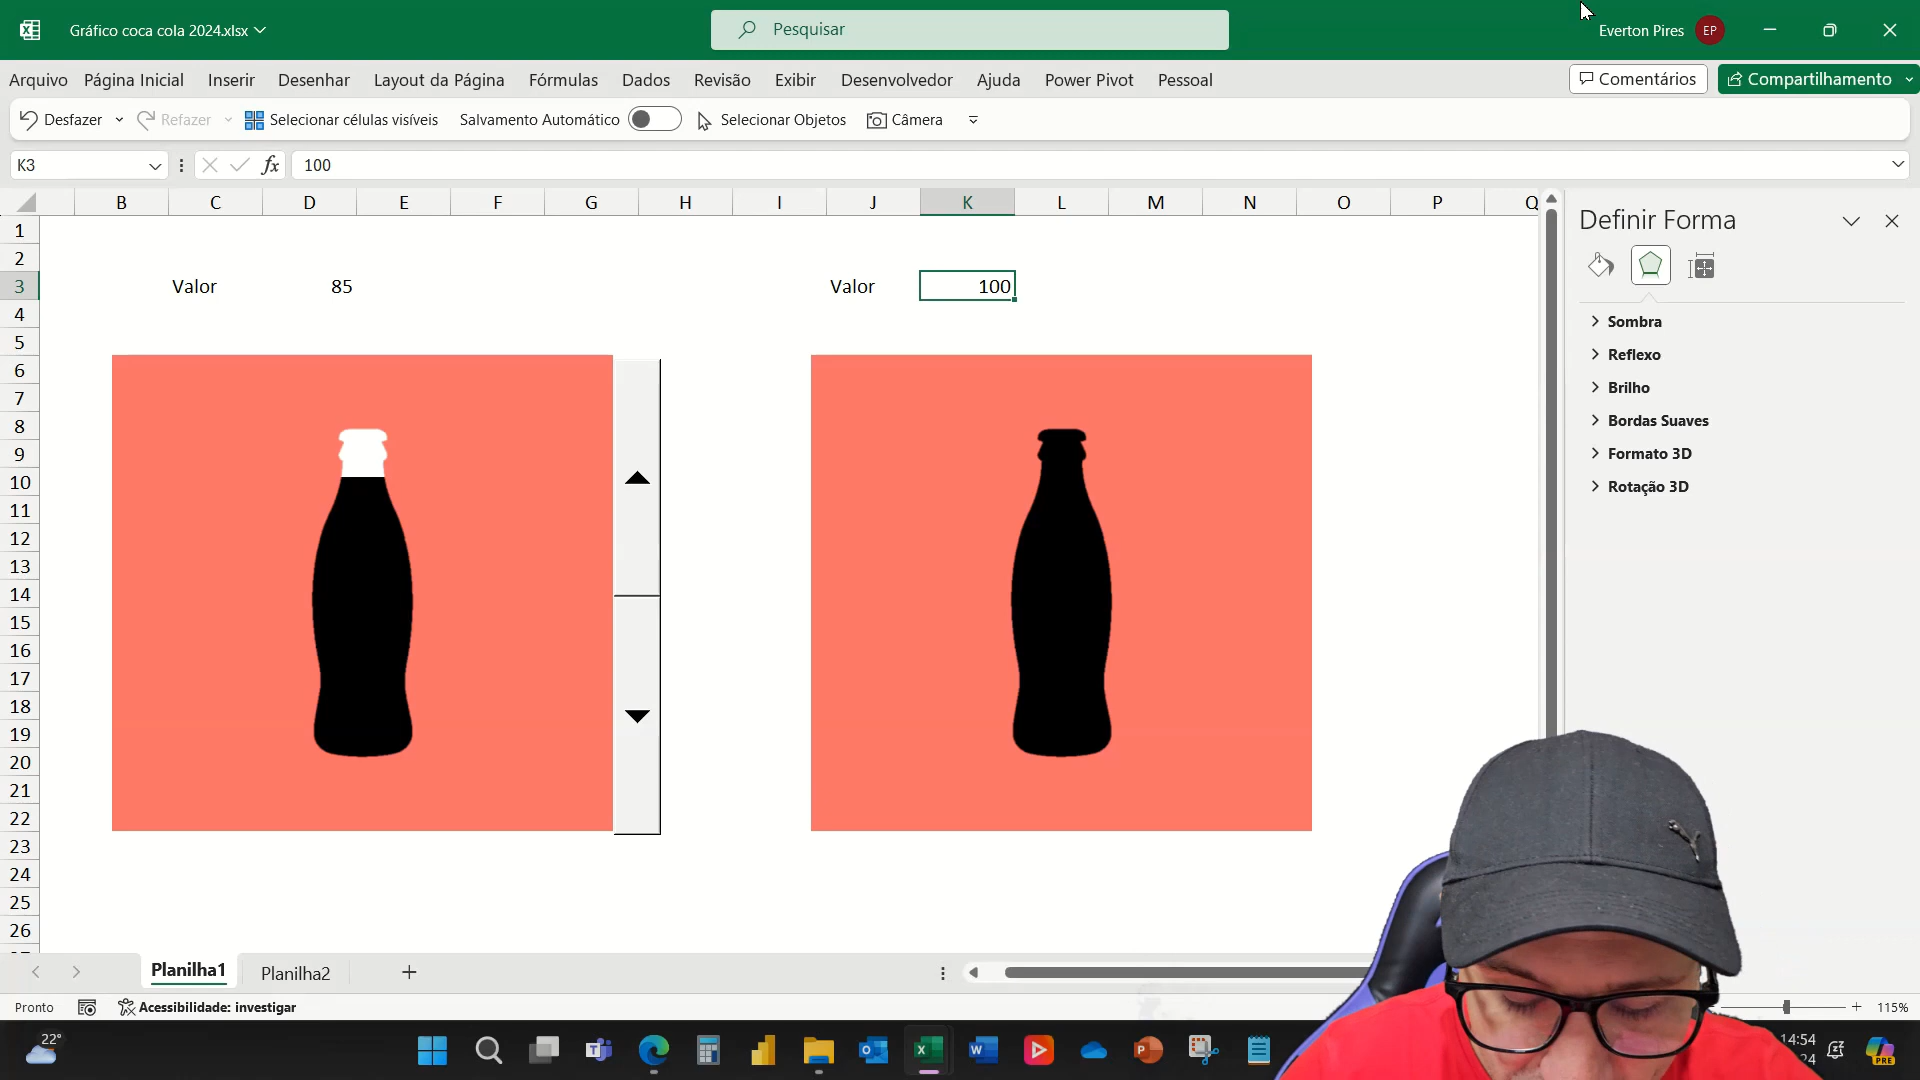 Gráfico coca cola 2024.xlsx
Pesquisar
Everton Pires
EP
Arquivo Página Inicial Inserir Desenhar Layout da Página Fórmulas Dados Revisão Exibir Desenvolvedor Ajuda Power Pivot Pessoal
Comentários
Compartilhamento
Desfazer Refazer Selecionar células visíveis Salvamento Automático Selecionar Objetos Câmera
K3 fx 100
B C D E F G H I J K L M N O P Q
Definir Forma
1
2
3 Valor 85 Valor 100
4
5
6
7
8
9
10
11
12
13
14
15
16
17
18
19
20
21
22
23
24
25
26
Sombra
Reflexo
Brilho
Bordas Suaves
Formato 3D
Rotação 3D
Planilha1 Planilha2
Pronto Acessibilidade: investigar
115%
22°
14:54
24
PRE